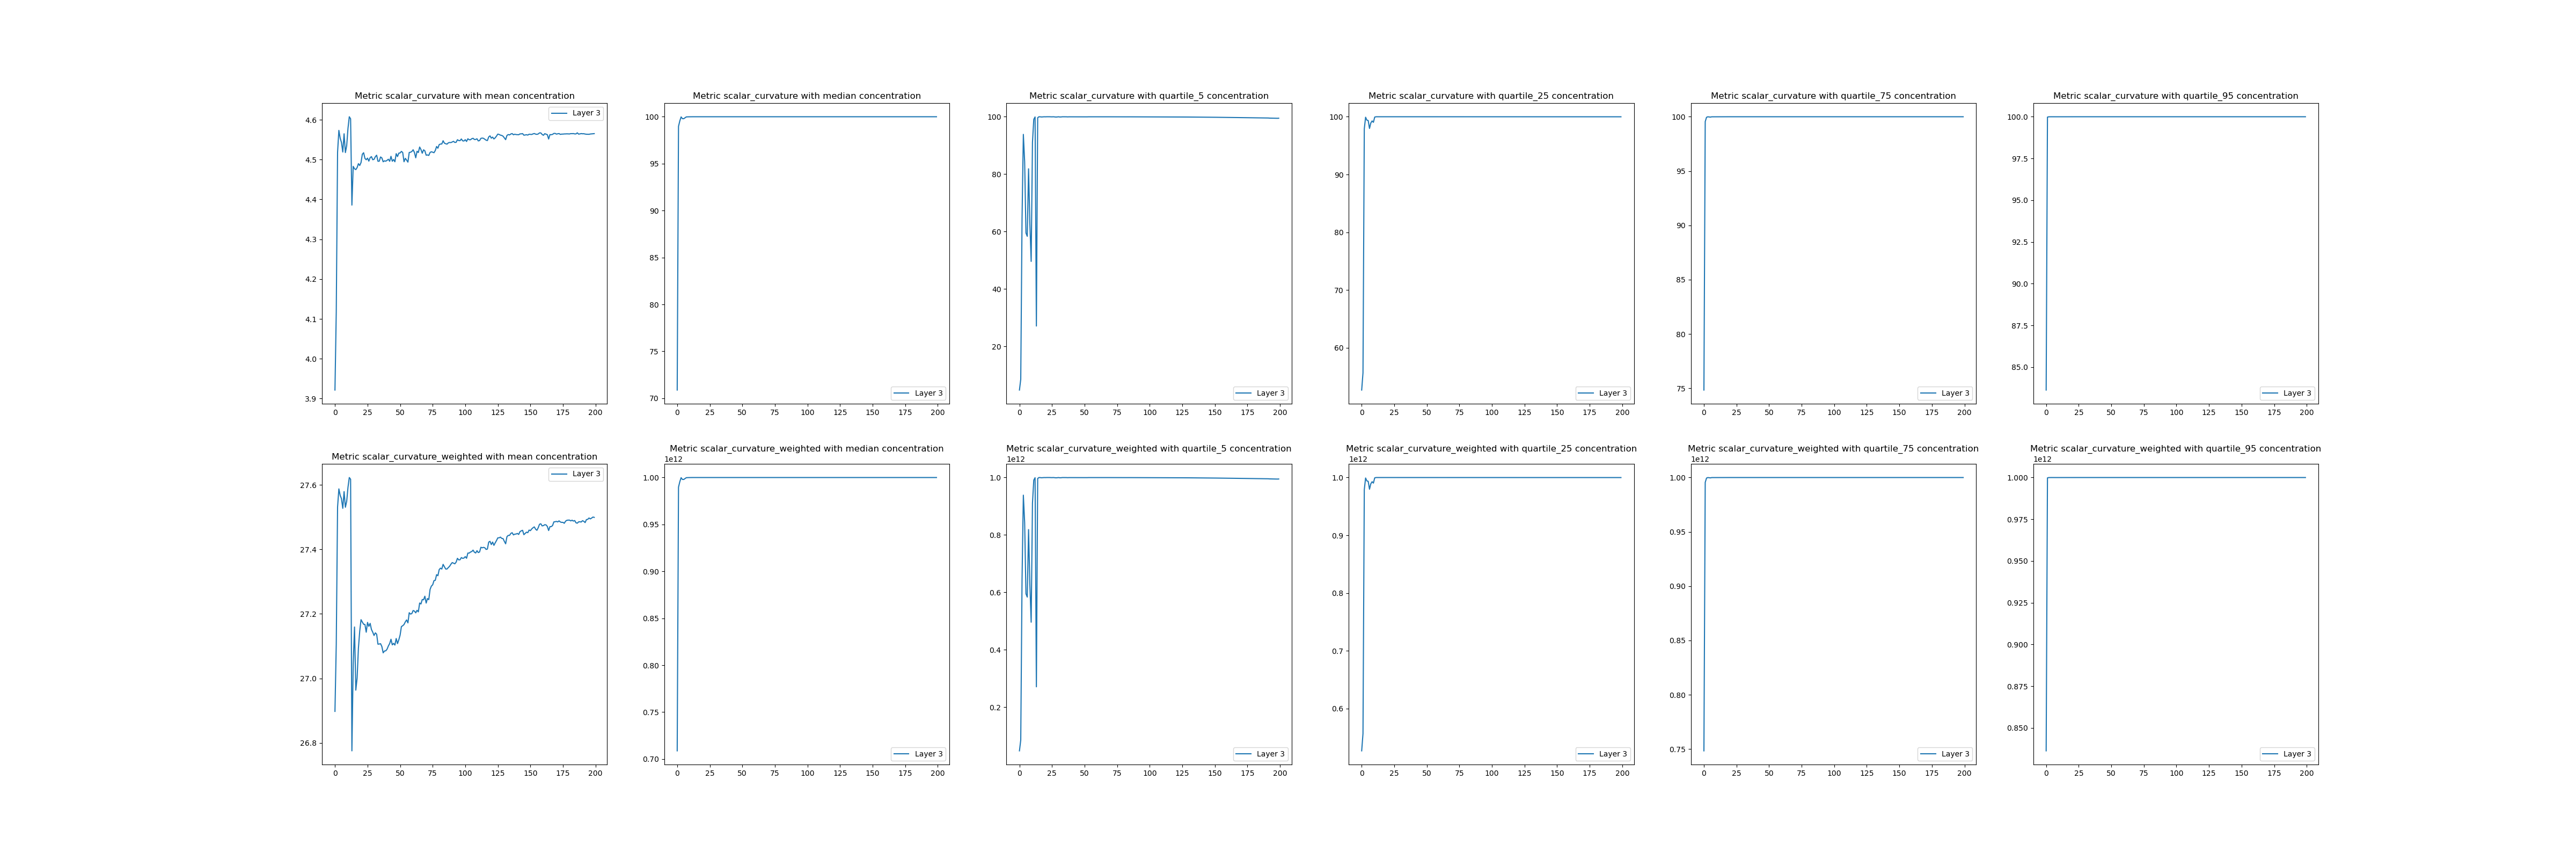 Metric scalar_curvature with mean concentration
4.6
4.5
4.4
4.3
4.2
4.1
4.0
3.9
0 25 50 75 100 125 150 175 200
Layer 3
Metric scalar_curvature with median concentration
100
95
90
85
80
75
70
0 25 50 75 100 125 150 175 200
Layer 3
Metric scalar_curvature with quartile_5 concentration
100
80
60
40
20
0 25 50 75 100 125 150 175 200
Layer 3
Metric scalar_curvature with quartile_25 concentration
100
90
80
70
60
0 25 50 75 100 125 150 175 200
Layer 3
Metric scalar_curvature with quartile_75 concentration
100
95
90
85
80
75
0 25 50 75 100 125 150 175 200
Layer 3
Metric scalar_curvature with quartile_95 concentration
100.0
97.5
95.0
92.5
90.0
87.5
85.0
0 25 50 75 100 125 150 175 200
Layer 3
Metric scalar_curvature_weighted with mean concentration
27.6
27.4
27.2
27.0
26.8
0 25 50 75 100 125 150 175 200
Layer 3
Metric scalar_curvature_weighted with median concentration
1e12
1.00
0.95
0.90
0.85
0.80
0.75
0.70
0 25 50 75 100 125 150 175 200
Layer 3
Metric scalar_curvature_weighted with quartile_5 concentration
1e12
1.0
0.8
0.6
0.4
0.2
0 25 50 75 100 125 150 175 200
Layer 3
Metric scalar_curvature_weighted with quartile_25 concentration
1e12
1.0
0.9
0.8
0.7
0.6
0 25 50 75 100 125 150 175 200
Layer 3
Metric scalar_curvature_weighted with quartile_75 concentration
1e12
1.00
0.95
0.90
0.85
0.80
0.75
0 25 50 75 100 125 150 175 200
Layer 3
Metric scalar_curvature_weighted with quartile_95 concentration
1e12
1.000
0.975
0.950
0.925
0.900
0.875
0.850
0 25 50 75 100 125 150 175 200
Layer 3